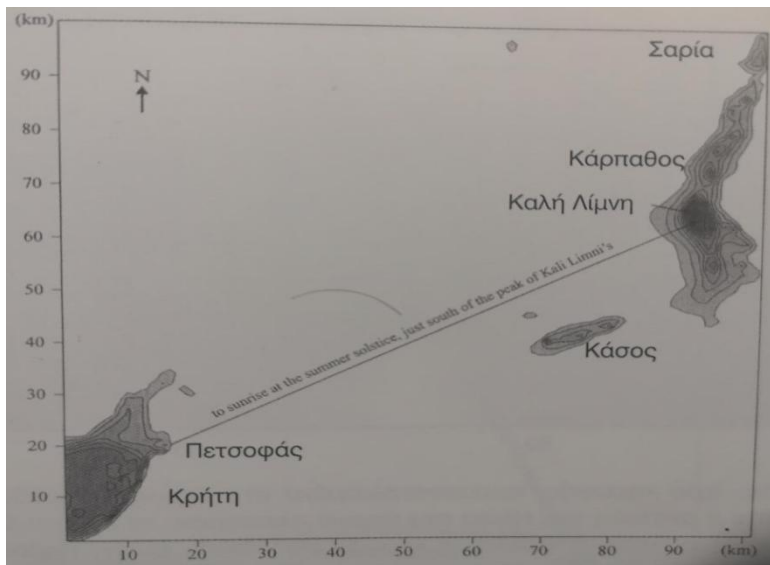 (km)
Σαρία
N
90
80
Κάρπαθος
70
Καλή Λίμνη
60
50
to sunrise at the summer solstice, just south of the peak of Kali Limni's
40
Κάσος
30
20
Πετσοφάς
Κρήτη
10
10 20 30 40 50 60 70 80 90 (km)